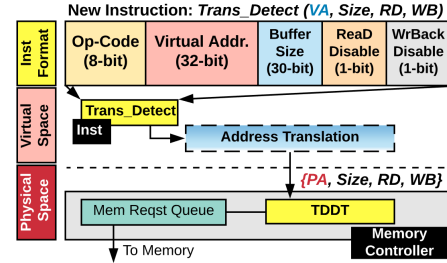 New Instruction: Trans_Detect (VA, Size, RD, WB)
Inst
Format
Op-Code
(8-bit)
Virtual Addr.
(32-bit)
Buffer
Size
(30-bit)
ReaD
Disable
(1-bit)
WrBack
Disable
(1-bit)
Virtual
Space
Trans_Detect
Inst
Address Translation
Physical
Space
{PA, Size, RD, WB}
Mem Reqst Queue
TDDT
Memory
Controller
To Memory